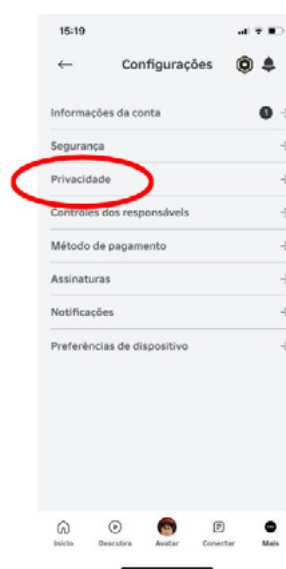 15:19
Configurações
Informações da conta 1
Segurança
Privacidade
Controles dos responsáveis
Método de pagamento
Assinaturas
Notificações
Preferências de dispositivo
Início Descubra Avatar Conectar Mais